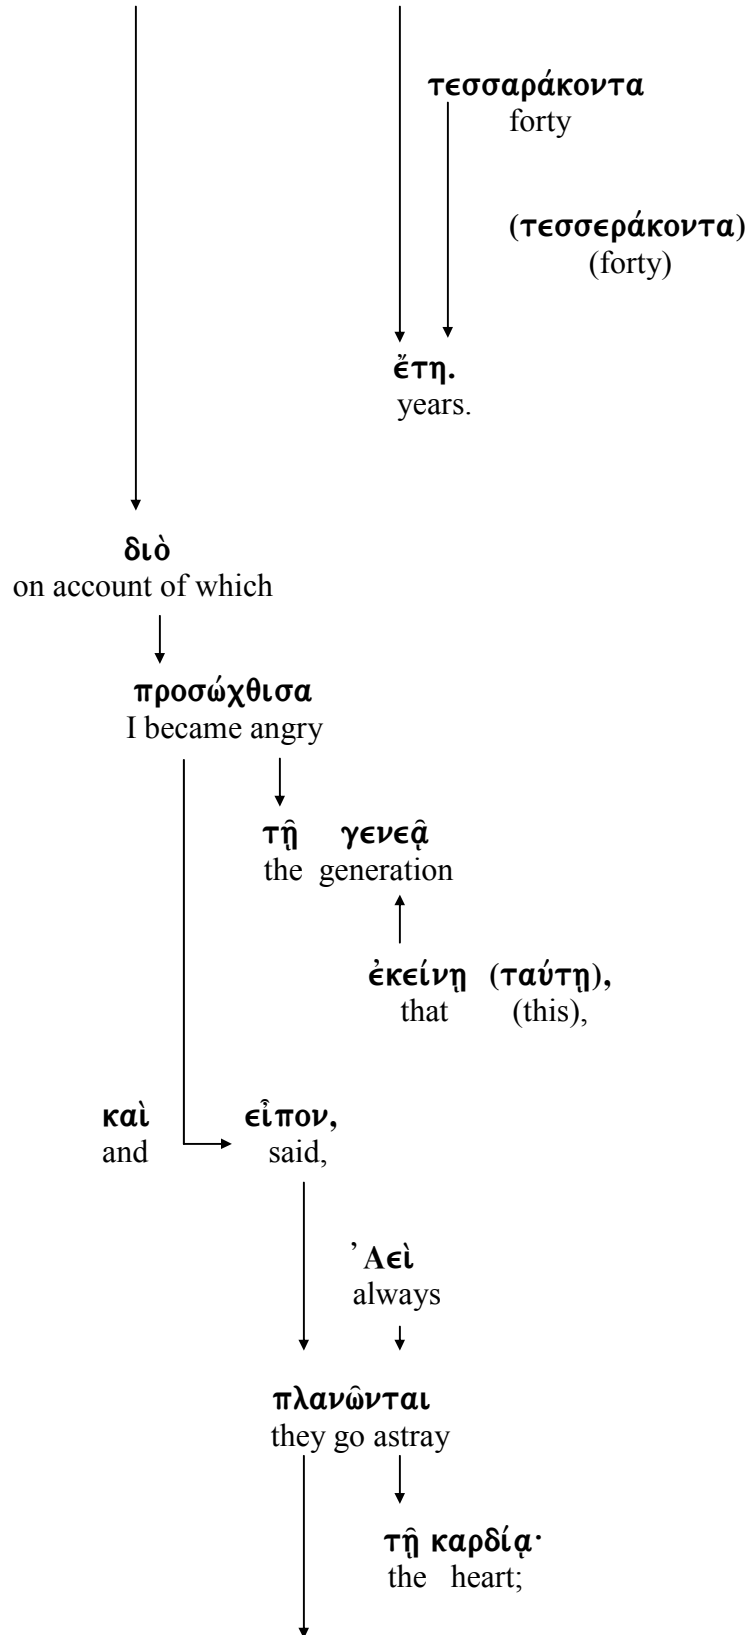 τεσσαράκοντα
forty
(τεσσεράκοντα)
(forty)
ἔτη.
years.
διὸ
on account of which
προσώχθισα
I became angry
τῇ γενεᾷ
the generation
ἐκείνῃ (ταύτῃ),
that (this),
καὶ εἶπον,
and said,
Ἀεὶ
always
πλανῶνται
they go astray
τῇ καρδίᾳ·
the heart;